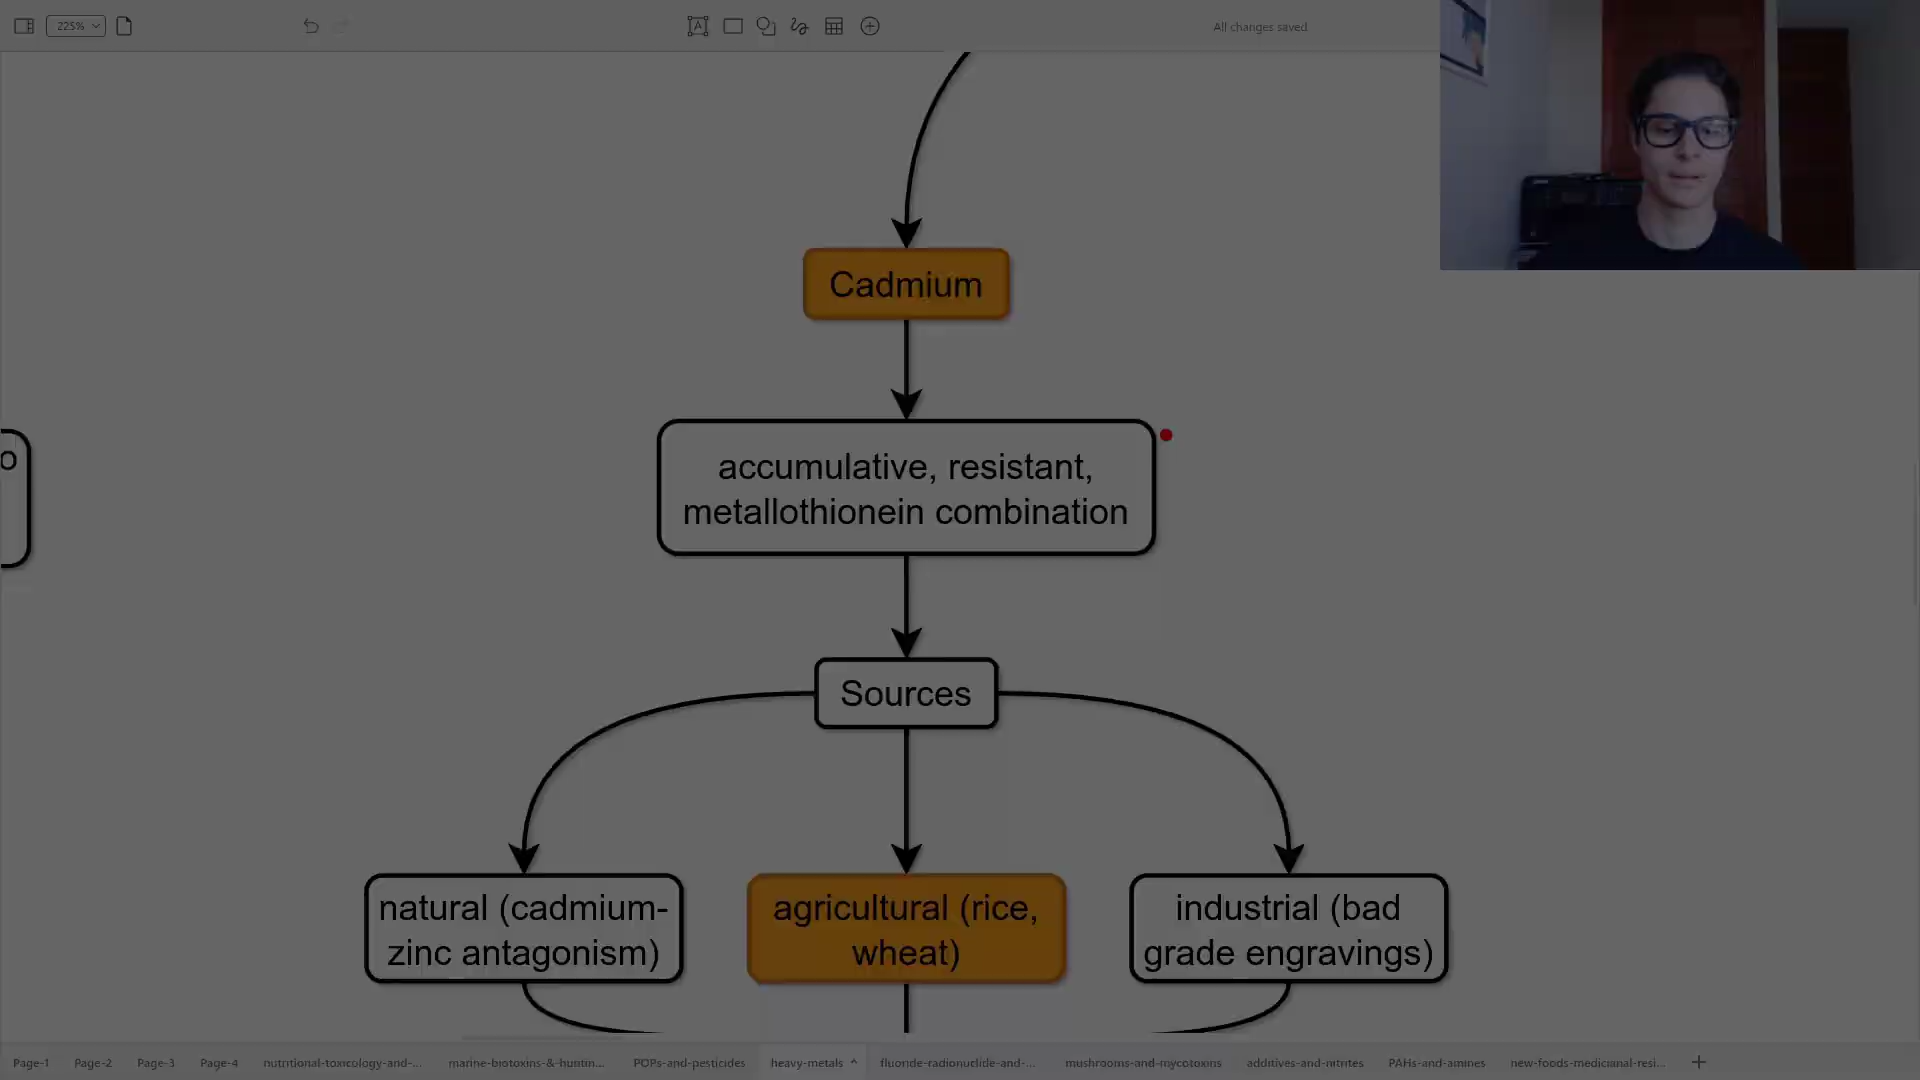 225%
All changes saved
Cadmium
o
accumulative, resistant,
metallothionein combination
Sources
natural (cadmium-
zinc antagonism)
agricultural (rice,
wheat)
industrial (bad
grade engravings)
Page-1 Page-2 Page-3 Page-4 nutritional-toxicology-and-... marine-biotoxins-&-huntin... POPs-and-pesticides heavy-metals fluoride-radionuclide-and-... mushrooms-and-mycotoxins additives-and-nitrites PAHs-and-amines new-foods-medicional-resi...